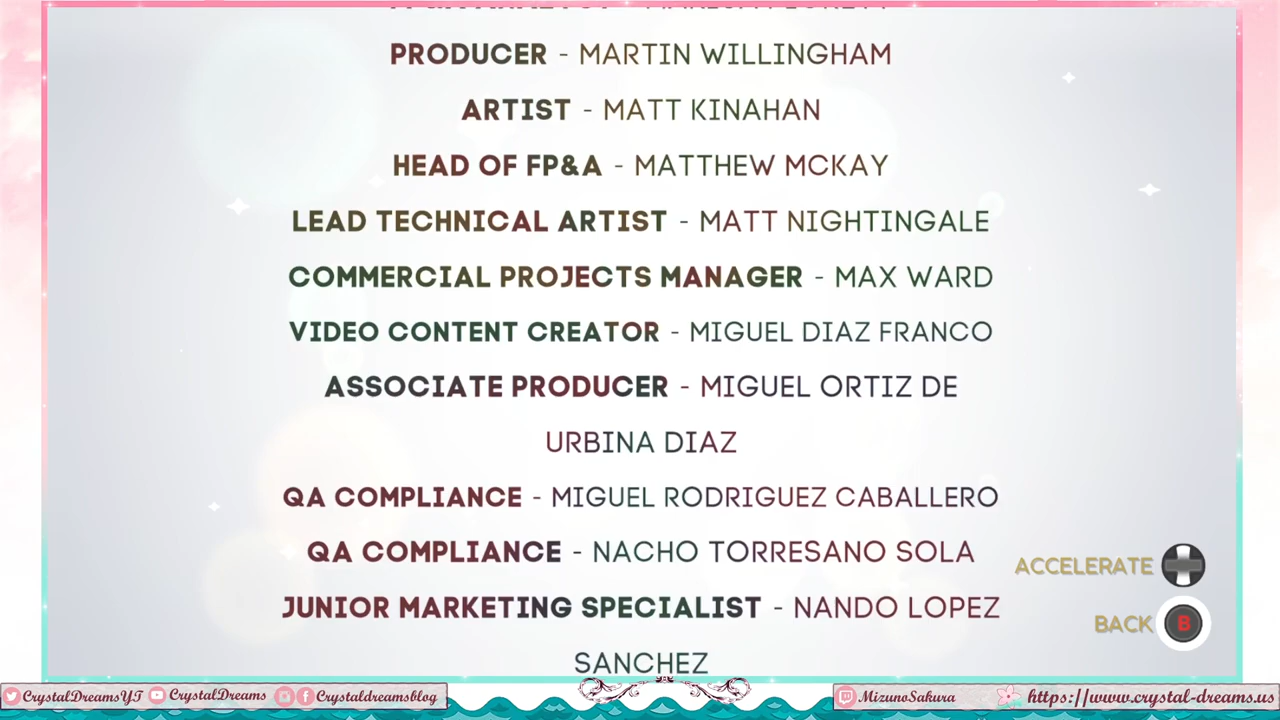 PRODUCER - MARTIN WILLINGHAM
ARTIST - MATT KINAHAN
HEAD OF FP&A - MATTHEW MCKAY
LEAD TECHNICAL ARTIST - MATT NIGHTINGALE
COMMERCIAL PROJECTS MANAGER - MAX WARD
VIDEO CONTENT CREATOR - MIGUEL DIAZ FRANCO
ASSOCIATE PRODUCER - MIGUEL ORTIZ DE
URBINA DIAZ
QA COMPLIANCE - MIGUEL RODRIGUEZ CABALLERO
QA COMPLIANCE - NACHO TORRESANO SOLA
ACCELERATE
JUNIOR MARKETING SPECIALIST - NANDO LOPEZ
BACK B
SANCHEZ
CrystalDreamsYT CrystalDreams Crystaldreamsblog MizunoSakura https://www.crystal-dreams.us